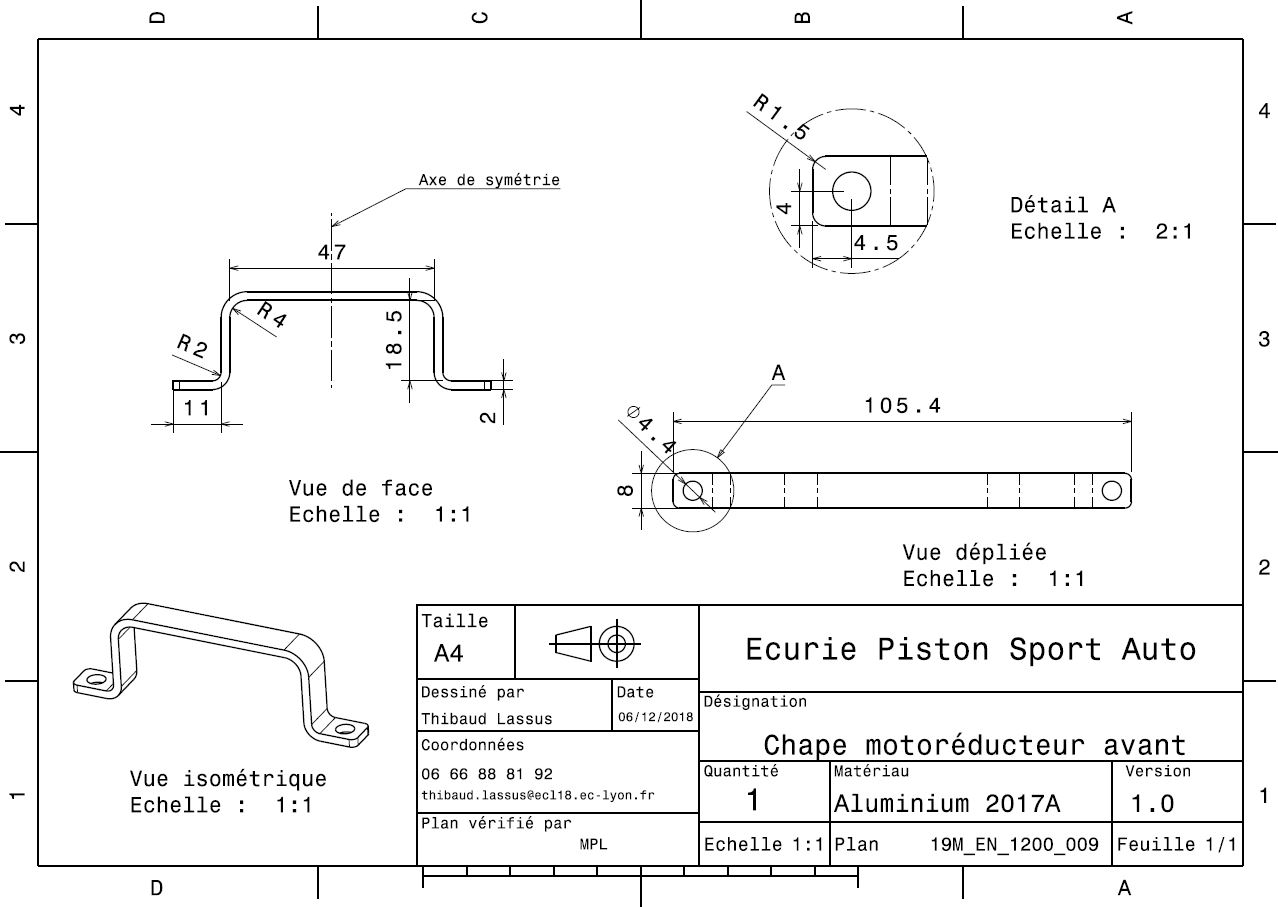 D
C
B
A
4
4
R1.5
Axe de symétrie
Détail A
4
Echelle : 2:1
4.5
47
R4
18.5
3
3
R2
A
11
2
105.4
⌀4.4
8
Vue de face
Echelle : 1:1
Vue dépliée
Echelle : 1:1
2
2
Taille
A4
Ecurie Piston Sport Auto
Dessiné par
Date
Thibaud Lassus
06/12/2018
Désignation
Chape motoréducteur avant
Coordonnées
06 66 88 81 92
thibaud.lassus@ecl18.ec-lyon.fr
Quantité
Matériau
Version
1
Aluminium 2017A
1.0
Vue isométrique
Echelle : 1:1
1
1
Plan vérifié par
MPL
Echelle 1:1
Plan 19M_EN_1200_009
Feuille 1/1
D
A